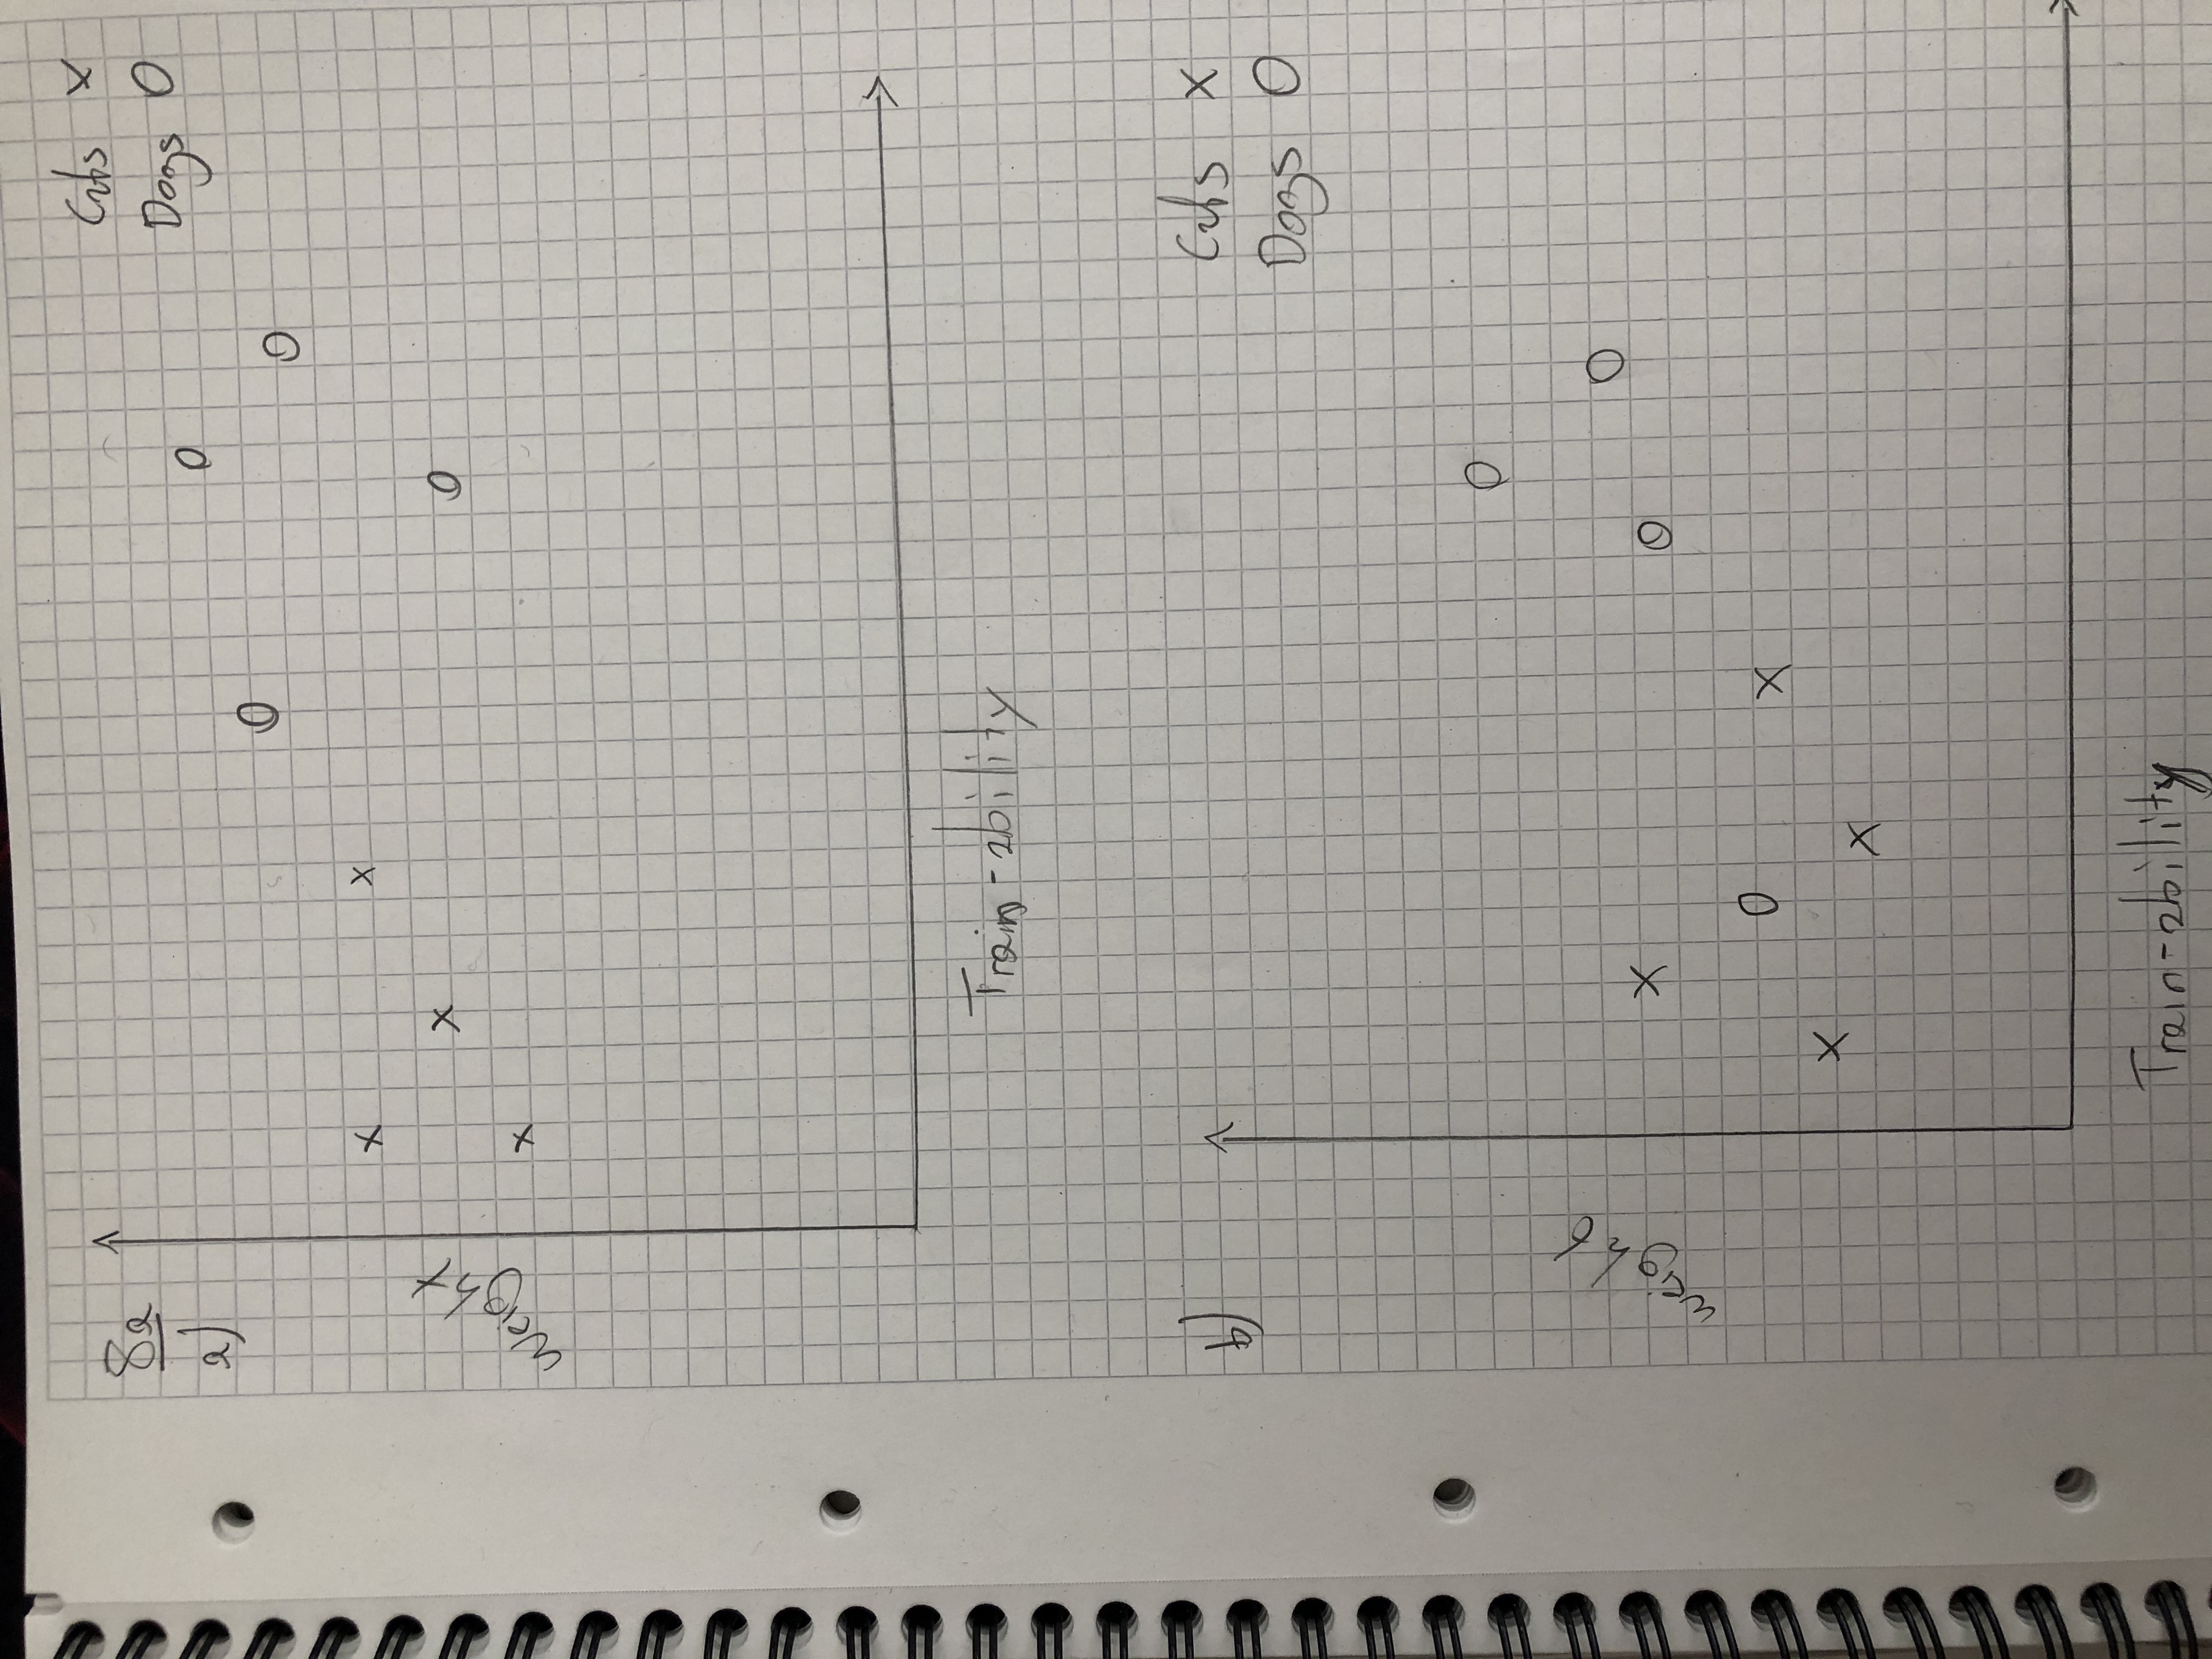 8a
Cats x
Dogs O
a)
Weight
Train-ability
b)
Cats x
Dogs O
weight
Train-ability